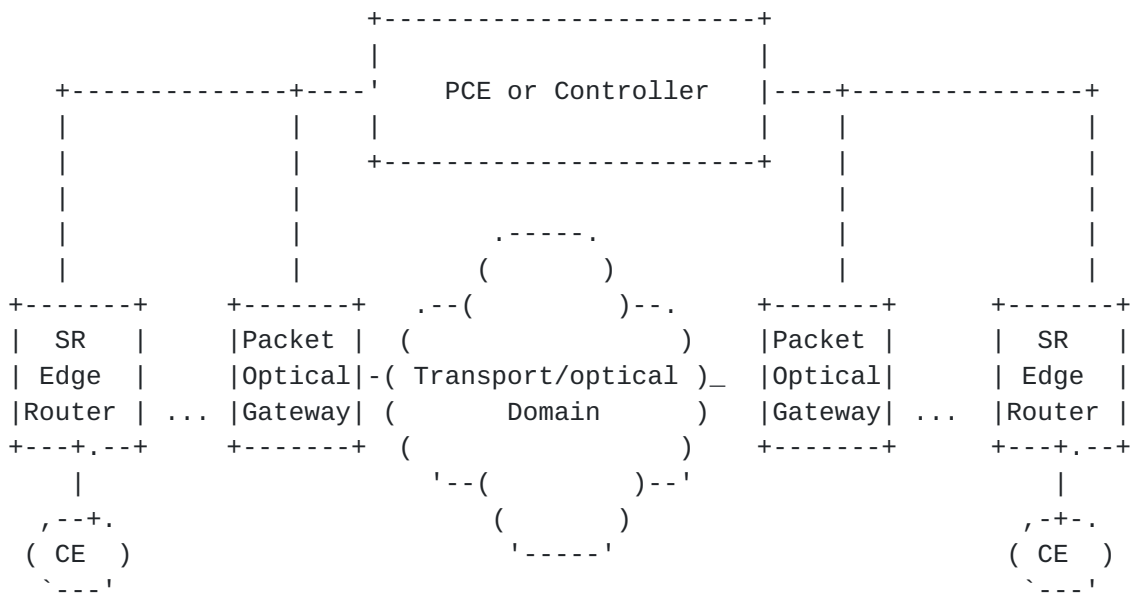 PCE or Controller
SR Packet Packet SR
Edge Optical Transport/optical Optical Edge
Router ... Gateway Domain Gateway ... Router
CE CE